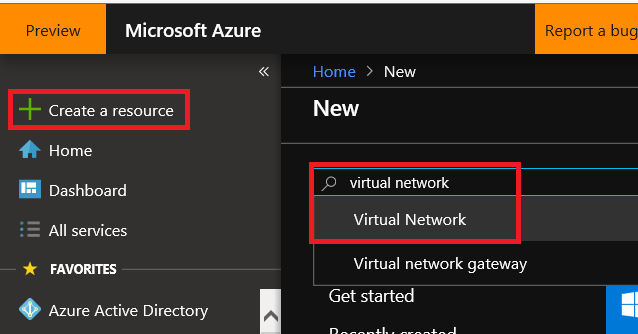 Preview
Microsoft Azure
Report a bug
«
Home > New
Create a resource
New
Home
virtual network
Dashboard
Virtual Network
All services
FAVORITES
Virtual network gateway
Get started
Azure Active Directory
Recently created